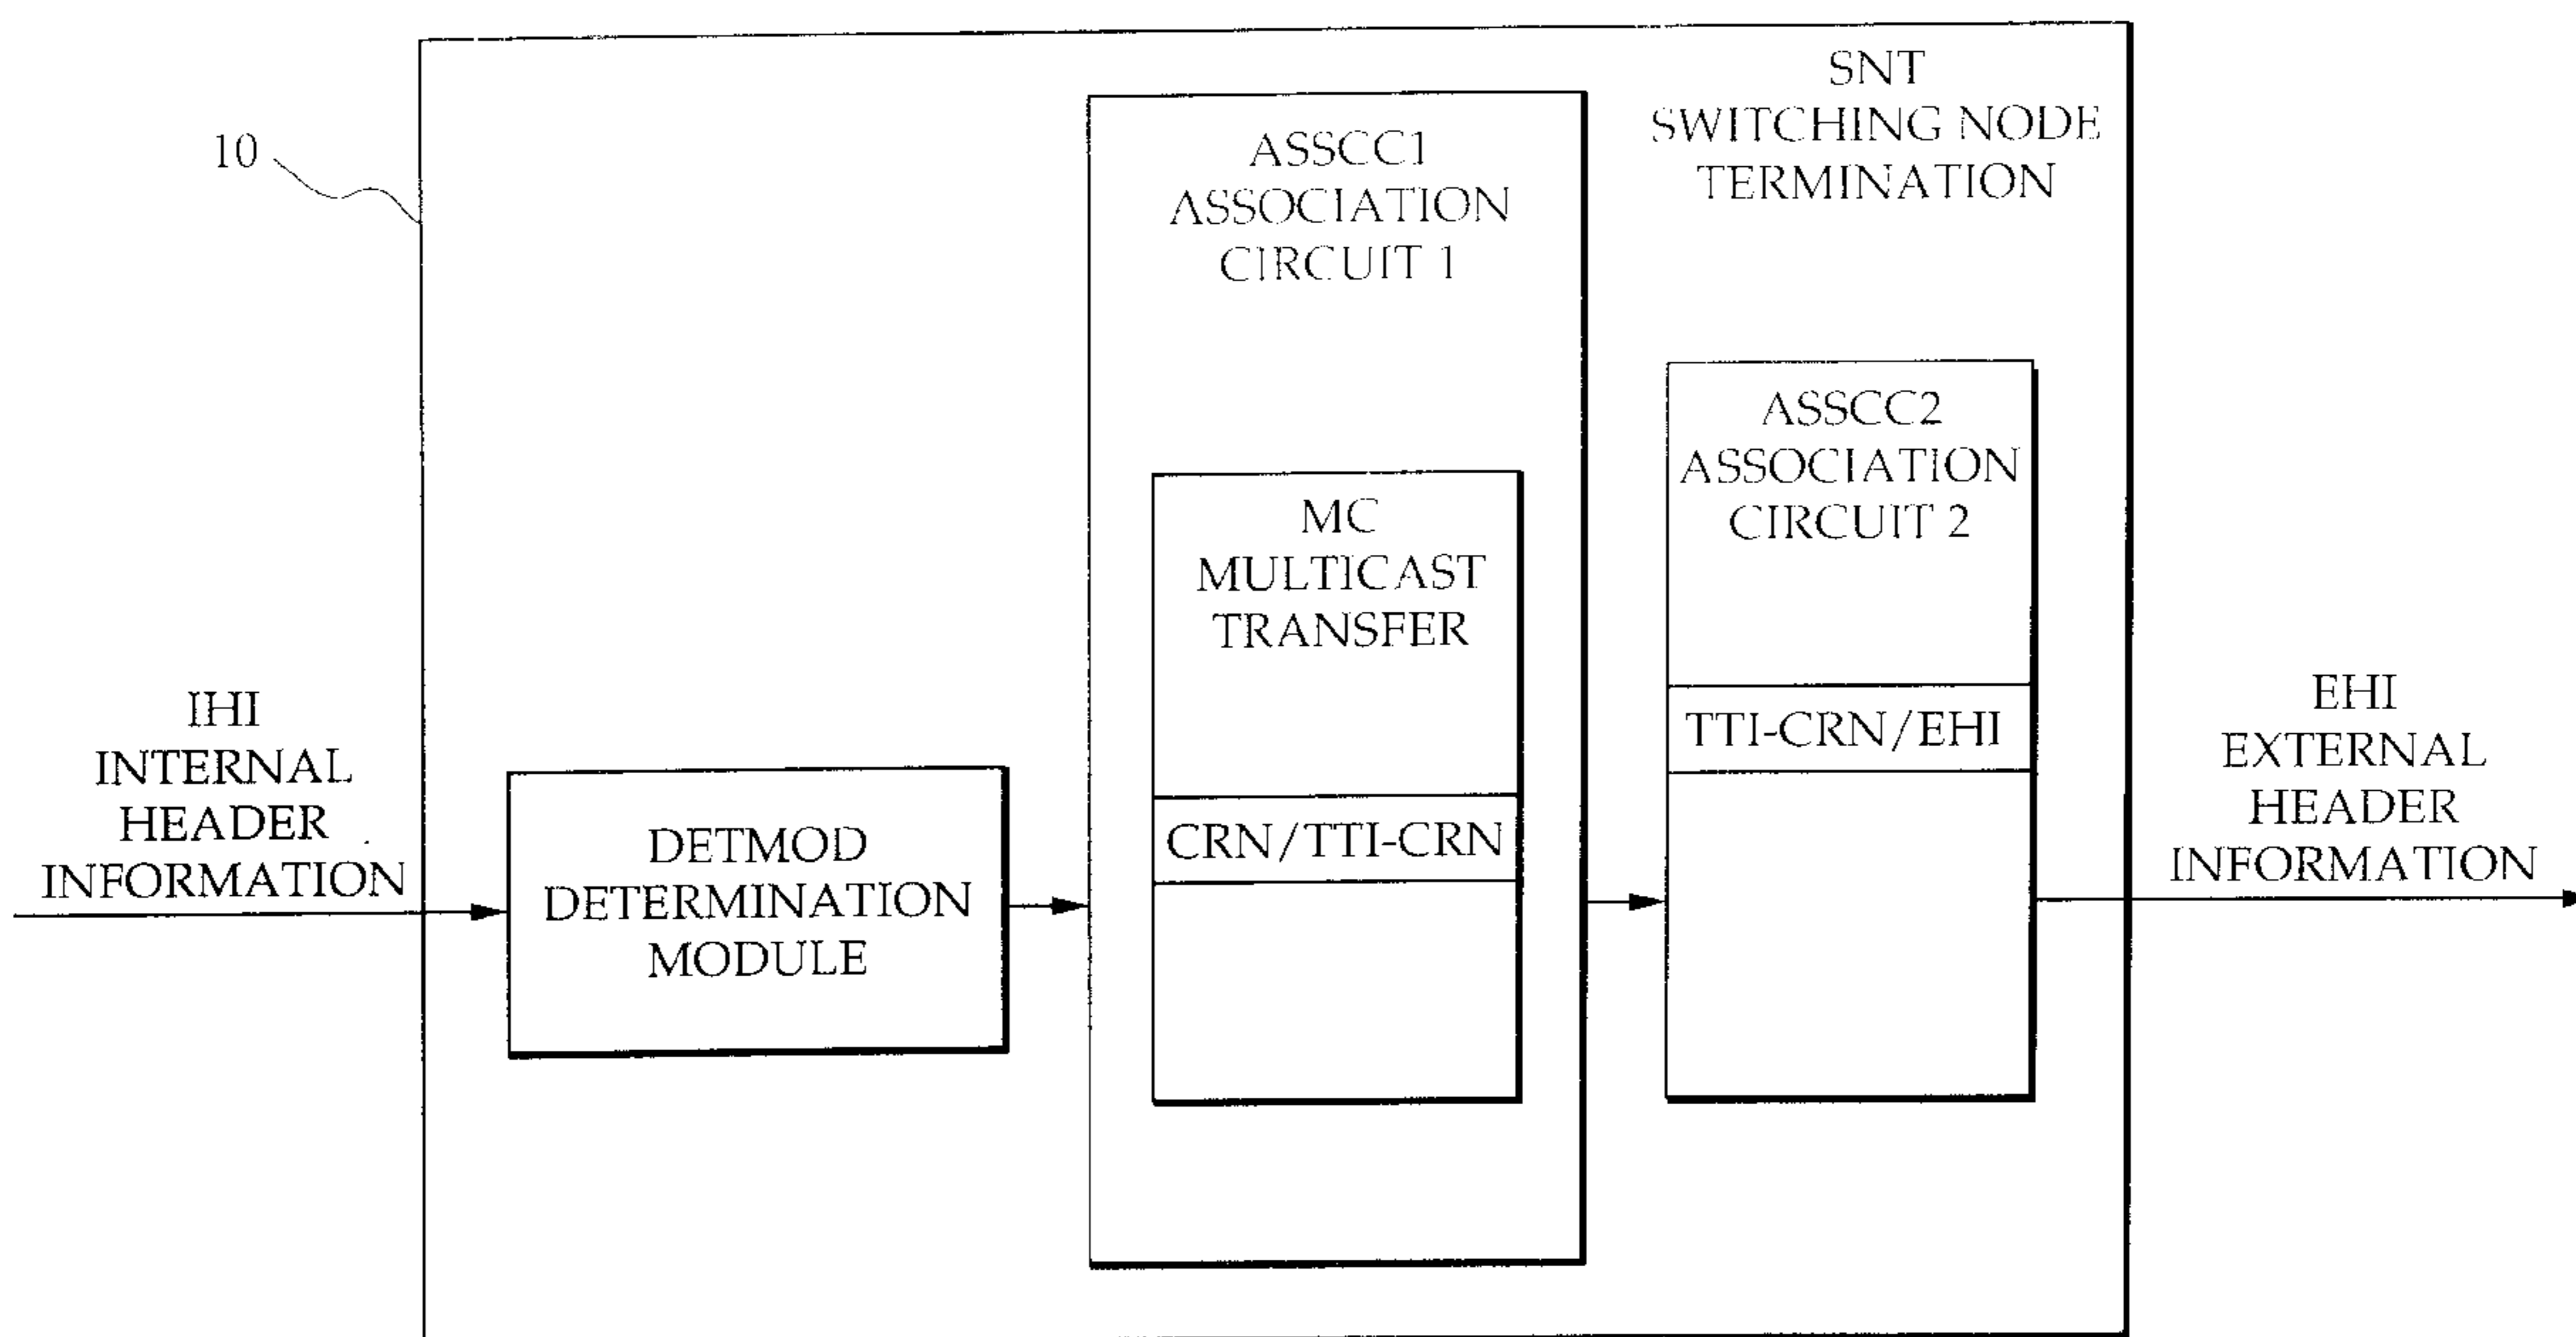 10
SNT
SWITCHING NODE
TERMINATION
ASSCC1
ASSOCIATION
CIRCUIT 1
ASSCC2
ASSOCIATION
CIRCUIT 2
MC
MULTICAST
TRANSFER
IHI
INTERNAL
HEADER
INFORMATION
DETMOD
DETERMINATION
MODULE
CRN/TTI-CRN
TTI-CRN/EHI
EHI
EXTERNAL
HEADER
INFORMATION